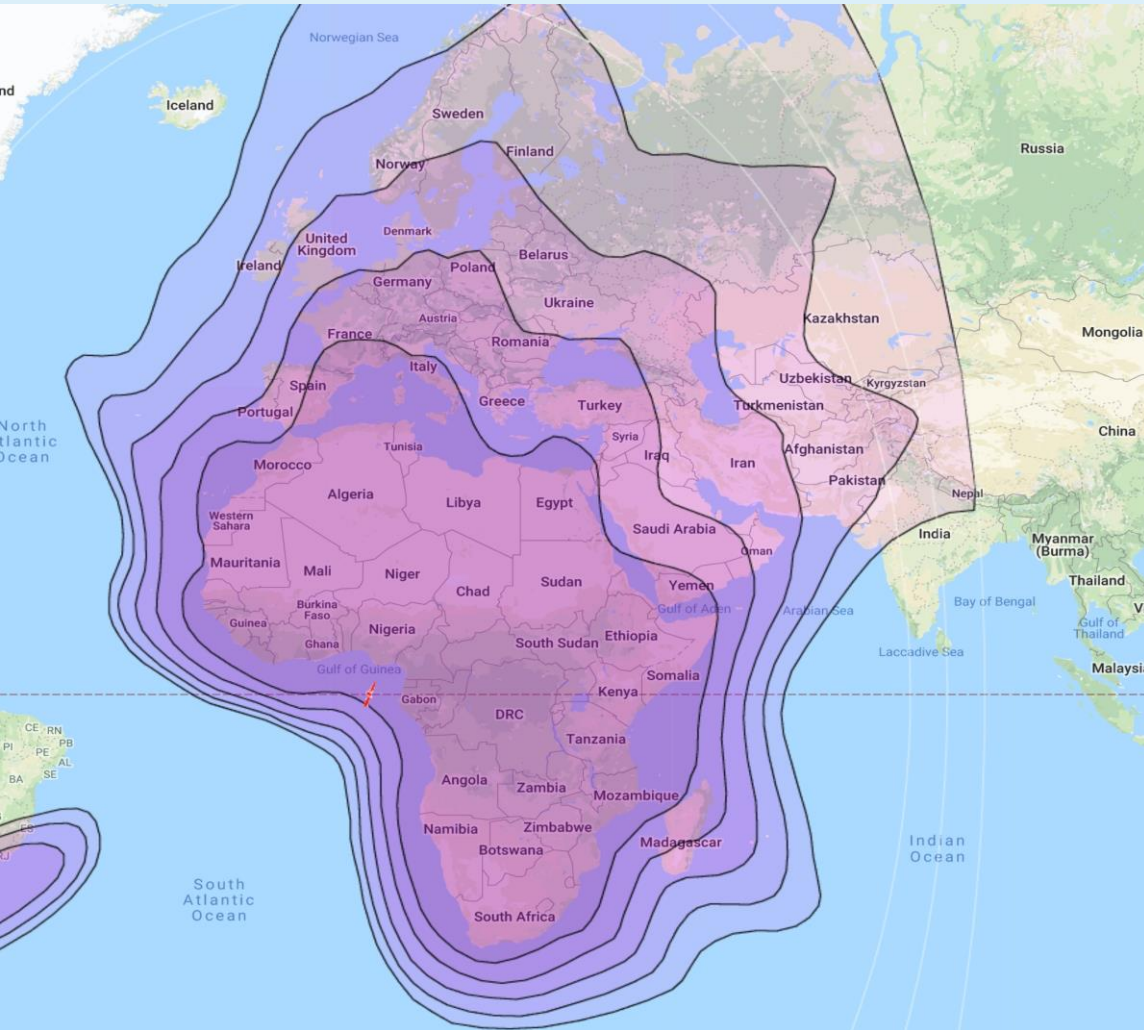 Norwegian Sea
nd
Iceland
Sweden
Finland
Norway
Russia
Denmark
United
Kingdom
Ireland
Belarus
Poland
Germany
Ukraine
Austria
Kazakhstan
France
Romania
Mongolia
Italy
Uzbekistan
Kyrgyzstan
Spain
Greece
Turkey
Turkmenistan
Portugal
North
tlantic
Ocean
China
Syria
Tunisia
Iraq
Iran
Afghanistan
Morocco
Pakistan
Algeria
Libya
Egypt
Nepal
Western
Sahara
Saudi Arabia
India
Myanmar
(Burma)
Oman
Mauritania
Mali
Niger
Chad
Sudan
Yemen
Thailand
Burkina
Faso
Gulf of Aden
Arabian Sea
Bay of Bengal
V
Guinea
Nigeria
Ghana
South Sudan
Ethiopia
Gulf of
Thailand
Laccadive Sea
Gulf of Guinea
Somalia
Malaysi
Gabon
Kenya
DRC
CE
RN
PI
PB
PE
AL
SE
BA
Tanzania
Angola
Zambia
Mozambique
ES
Namibia
Zimbabwe
Madagascar
Botswana
RJ
Indian
Ocean
South
Atlantic
Ocean
South Africa